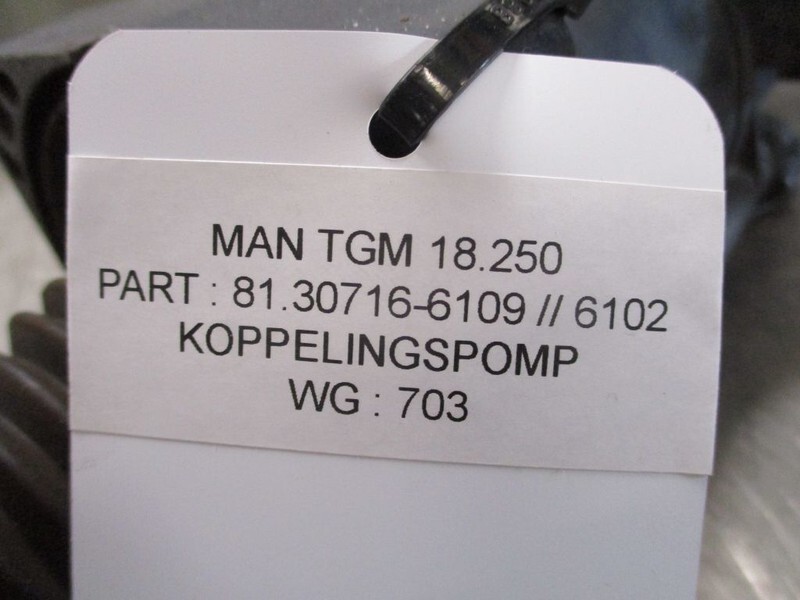 MAN TGM 18.250
PART : 81.30716-6109 // 6102
KOPPELINGSPOMP
WG : 703